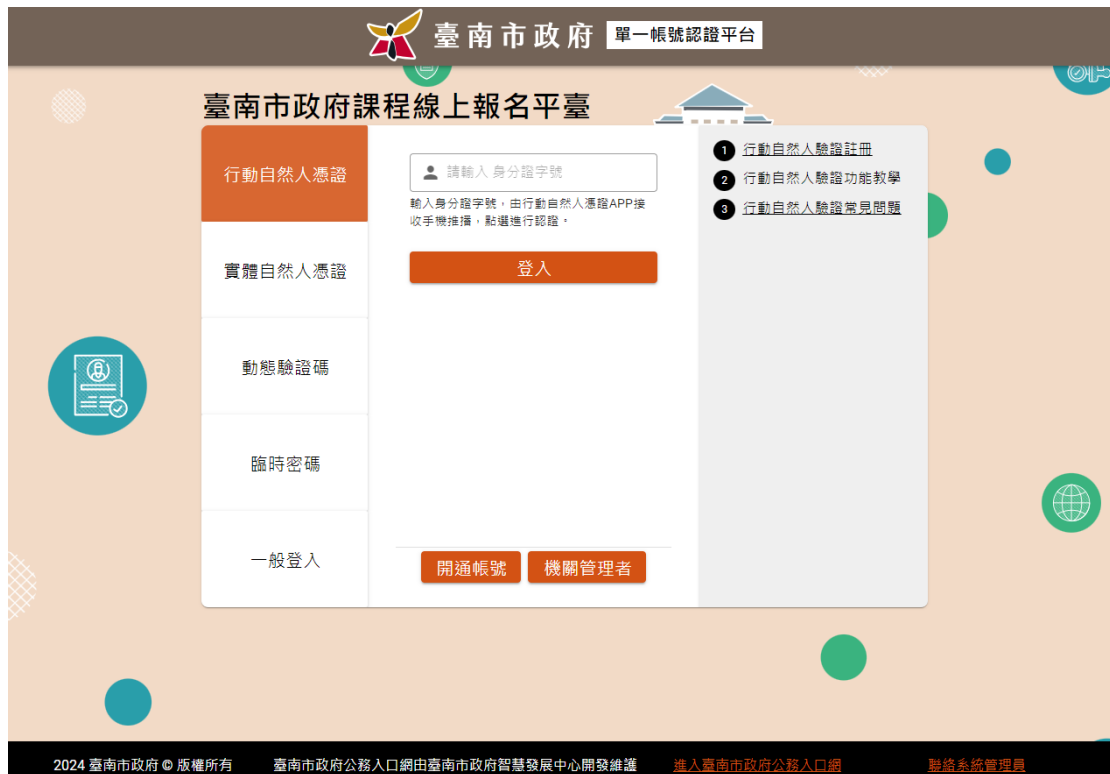 臺南市政府 單一帳號認證平台
臺南市政府課程線上報名平臺
行動自然人憑證
實體自然人憑證
動態驗證碼
臨時密碼
一般登入
請輸入 身分證字號
輸入身分證字號，由行動自然人憑證APP接
收手機推播，點選進行認證。
登入
開通帳號 機關管理者
1 行動自然人驗證註冊
2 行動自然人驗證功能教學
3 行動自然人驗證常見問題
2024 臺南市政府 © 版權所有 臺南市政府公務人口網由臺南市政府智慧發展中心開發維護 進入臺南市政府公務人口網 聯絡系統管理員